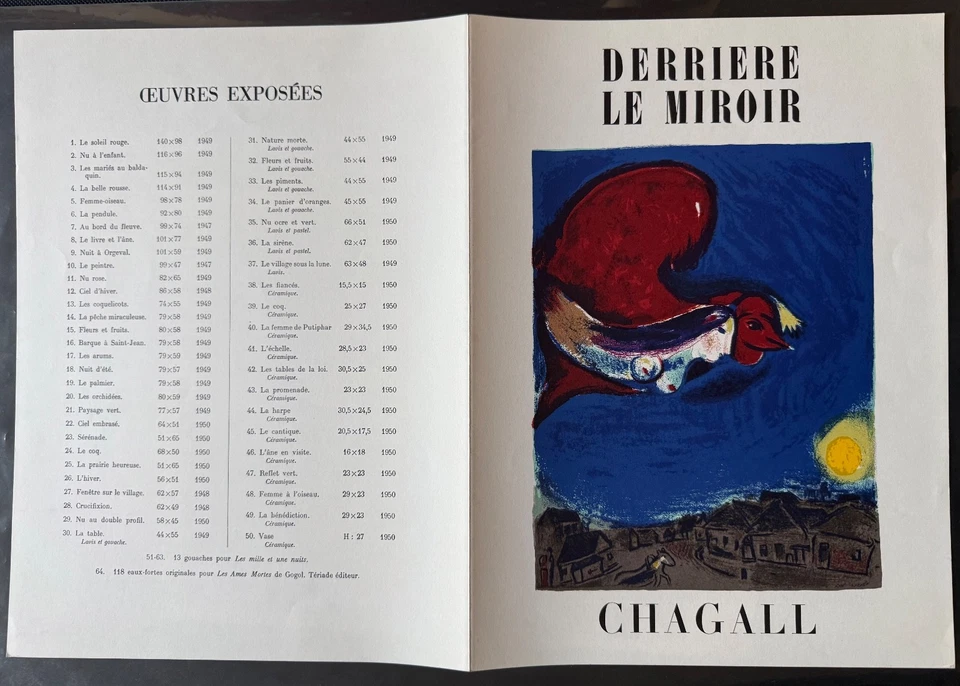 ŒUVRES EXPOSÉES
1. Le soleil rouge. 140×98 1949
2. Nu à l'enfant. 116×96 1949
3. Les mariés au balda-
quin. 115×94 1949
4. La belle rousse. 114×91 1949
5. Femme-oiseau. 98×78 1949
6. La pendule. 92×80 1949
7. Au bord du fleuve. 99×74 1947
8. Le livre et l'âne. 101×77 1949
9. Nuit à Orgeval. 101×59 1949
10. Le peintre. 99×47 1947
11. Nu rose. 82×65 1949
12. Ciel d'hiver. 86×58 1948
13. Les coquelicots. 74×55 1949
14. La pêche miraculeuse. 79×58 1949
15. Fleurs et fruits. 80×58 1949
16. Barque à Saint-Jean. 79×58 1949
17. Les arums. 79×59 1949
18. Nuit d'été. 79×57 1949
19. Le palmier. 79×58 1949
20. Les orchidées. 80×59 1949
21. Paysage vert. 77×57 1949
22. Ciel embrasé. 64×51 1950
23. Sérénade. 51×65 1950
24. Le coq. 68×50 1950
25. La prairie heureuse. 51×65 1950
26. L'hiver. 56×51 1950
27. Fenêtre sur le village. 62×57 1948
28. Crucifixion. 62×49 1948
29. Nu au double profil. 58×45 1950
30. La table. 44×55 1949
Lavis et gouache.
31. Nature morte. 44×55 1949
Lavis et gouache.
32. Fleurs et fruits. 55×44 1949
Lavis et gouache.
33. Les piments. 44×55 1949
Lavis et gouache.
34. Le panier d'oranges. 45×55 1949
Lavis et gouache.
35. Nu ocre et vert. 66×51 1950
Lavis et pastel.
36. La sirène. 62×47 1950
Lavis et pastel.
37. Le village sous la lune. 63×48 1949
Lavis.
38. Les fiancés. 15,5×15 1950
Céramique.
39. Le coq. 25×27 1950
Céramique.
40. La femme de Putiphar 29×34,5 1950
Céramique.
41. L'échelle. 28,5×23 1950
Céramique.
42. Les tables de la loi. 30,5×25 1950
Céramique.
43. La promenade. 23×23 1950
Céramique.
44. La harpe 30,5×24,5 1950
Céramique.
45. Le cantique. 20,5×17,5 1950
Céramique.
46. L'âne en visite. 16×18 1950
Céramique.
47. Reflet vert. 23×23 1950
Céramique.
48. Femme à l'oiseau. 29×23 1950
Céramique.
49. La bénédiction. 29×23 1950
Céramique.
50. Vase H : 27 1950
Céramique.
51-63. 13 gouaches pour Les mille et une nuits.
64. 118 eaux-fortes originales pour Les Ames Mortes de Gogol. Tériade éditeur.
DERRIERE
LE MIROIR
CHAGALL